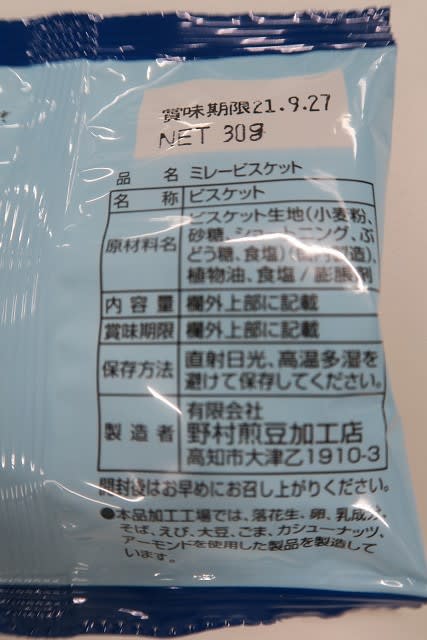 賞味期限21.9.27
NET 30g
品名 ミレービスケット
名称 ビスケット
原材料名 ビスケット生地(小麦粉、
砂糖、ショートニング、ぶ
どう糖、食塩)(国内製造)、
植物油、食塩/膨脹剤
内容量 欄外上部に記載
賞味期限 欄外上部に記載
保存方法 直射日光、高温多湿を
避けて保存してください。
製造者 有限会社
野村煎豆加工店
高知市大津乙1910-3
開封後はお早めにお召し上がりください。
●本品加工工場では、落花生、卵、乳成分、
そば、えび、大豆、ごま、カシューナッツ、
アーモンドを使用した製品を製造して
います。